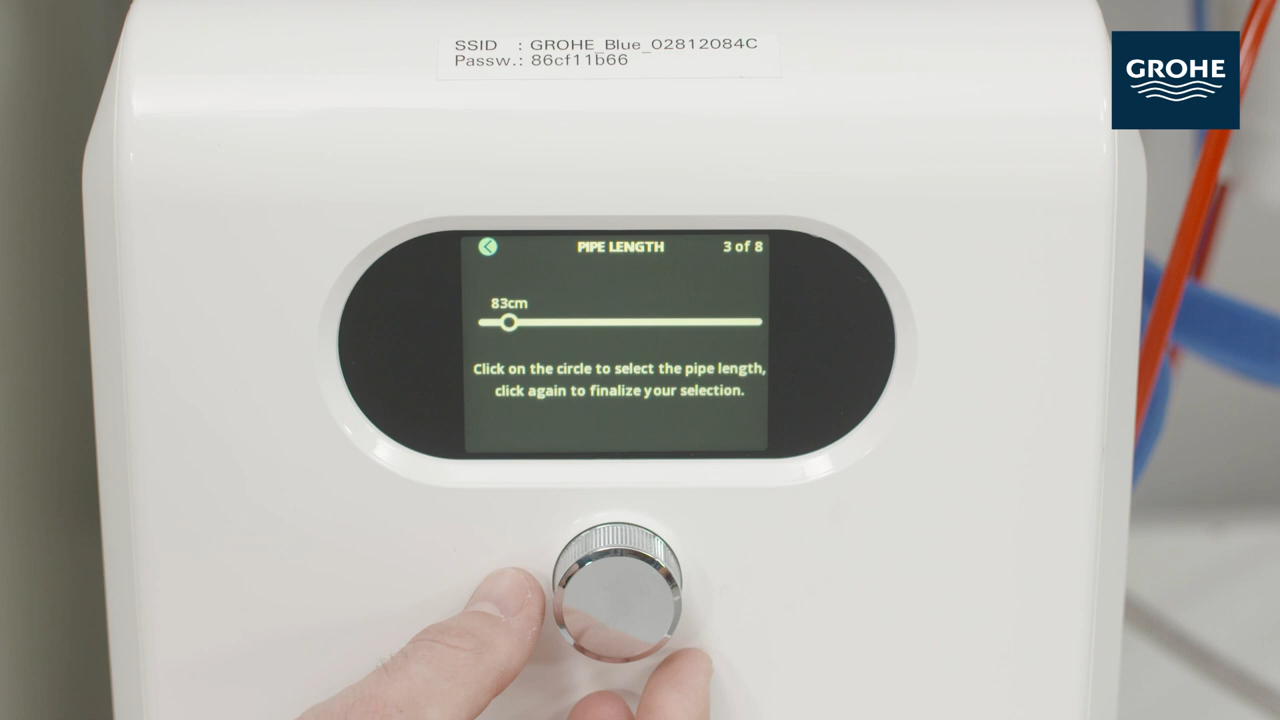 SSID : GROHE_Blue_02812084C
Passw.: 86cf11b66
GROHE
PIPE LENGTH 3 of 8
83cm
Click on the circle to select the pipe length,
click again to finalize your selection.